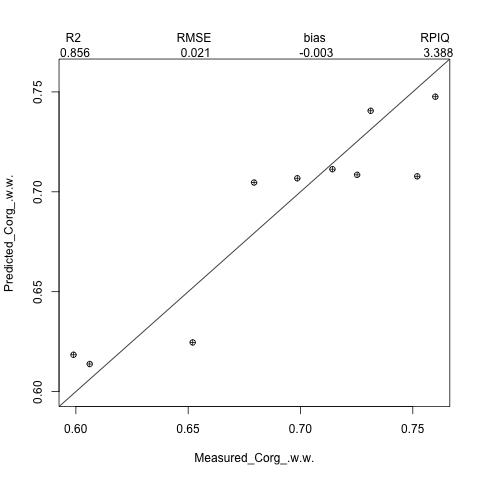 R2 RMSE bias RPIQ
0.856 0.021 -0.003 3.388
0.75
0.70
0.65
0.60
Predicted_Corg_.w.w.
0.60 0.65 0.70 0.75
Measured_Corg_.w.w.